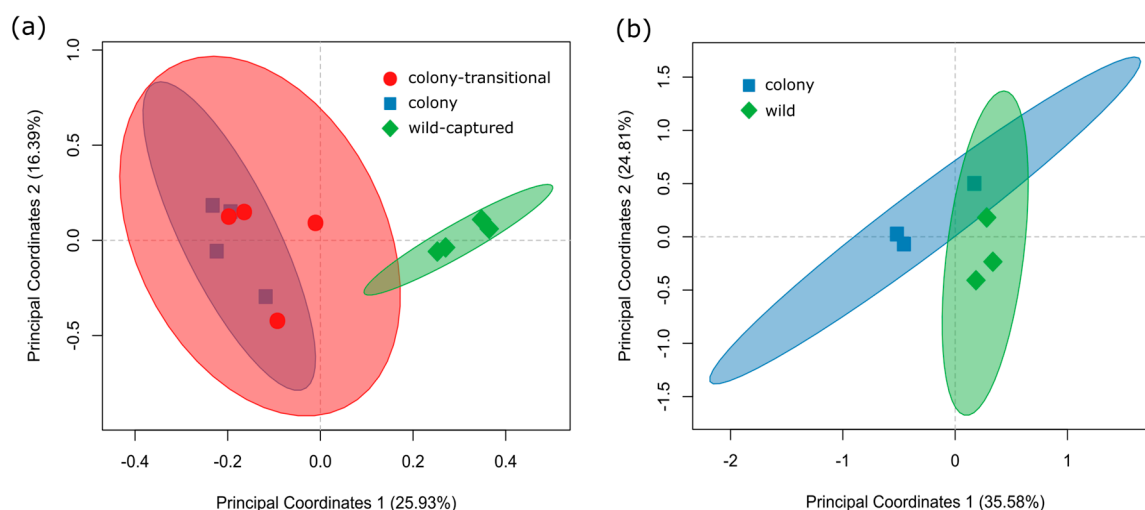 (a)
1.0
0.5
0.0
-0.5
Principal Coordinates 2 (16.39%)
colony-transitional
colony
wild-captured
-0.4
-0.2
0.0
0.2
0.4
Principal Coordinates 1 (25.93%)
(b)
1.5
1.0
0.5
0.0
-0.5
-1.0
-1.5
Principal Coordinates 2 (24.81%)
colony
wild
-2
-1
0
1
Principal Coordinates 1 (35.58%)